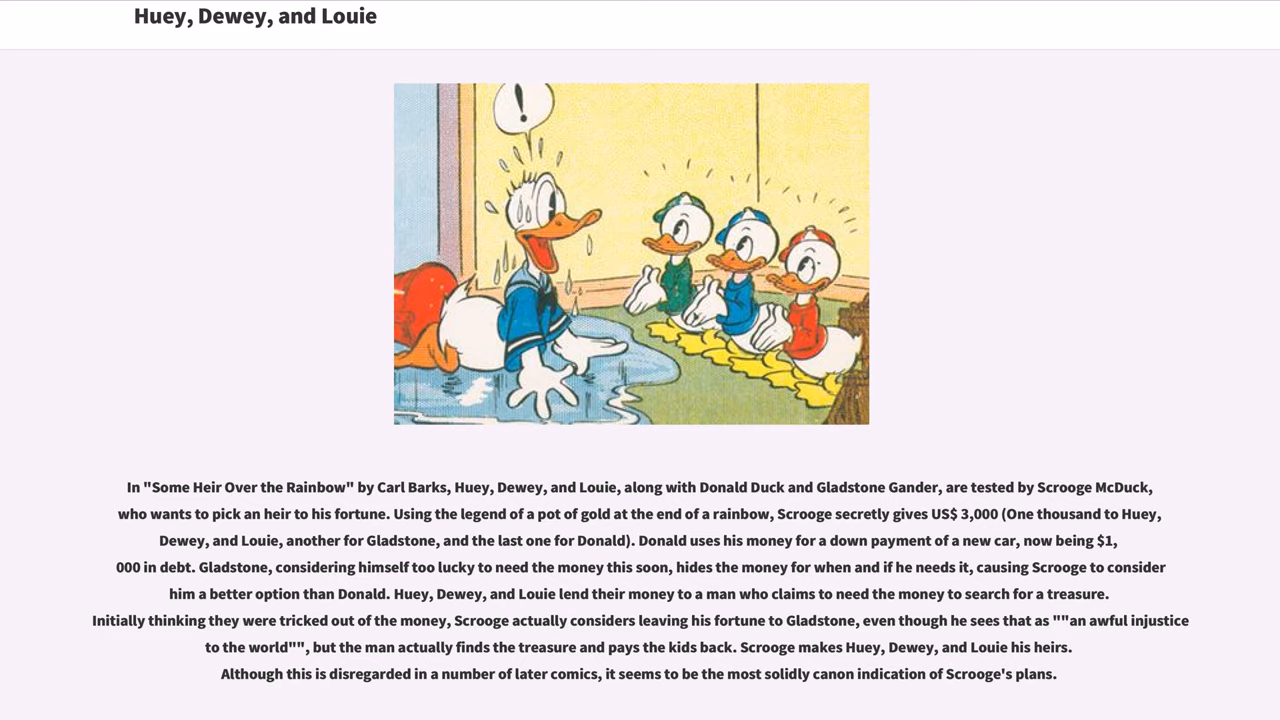 Huey, Dewey, and Louie
!
In "Some Heir Over the Rainbow" by Carl Barks, Huey, Dewey, and Louie, along with Donald Duck and Gladstone Gander, are tested by Scrooge McDuck,
who wants to pick an heir to his fortune. Using the legend of a pot of gold at the end of a rainbow, Scrooge secretly gives US$ 3,000 (One thousand to Huey,
Dewey, and Louie, another for Gladstone, and the last one for Donald). Donald uses his money for a down payment of a new car, now being $1,
000 in debt. Gladstone, considering himself too lucky to need the money this soon, hides the money for when and if he needs it, causing Scrooge to consider
him a better option than Donald. Huey, Dewey, and Louie lend their money to a man who claims to need the money to search for a treasure.
Initially thinking they were tricked out of the money, Scrooge actually considers leaving his fortune to Gladstone, even though he sees that as ""an awful injustice
to the world"", but the man actually finds the treasure and pays the kids back. Scrooge makes Huey, Dewey, and Louie his heirs.
Although this is disregarded in a number of later comics, it seems to be the most solidly canon indication of Scrooge's plans.